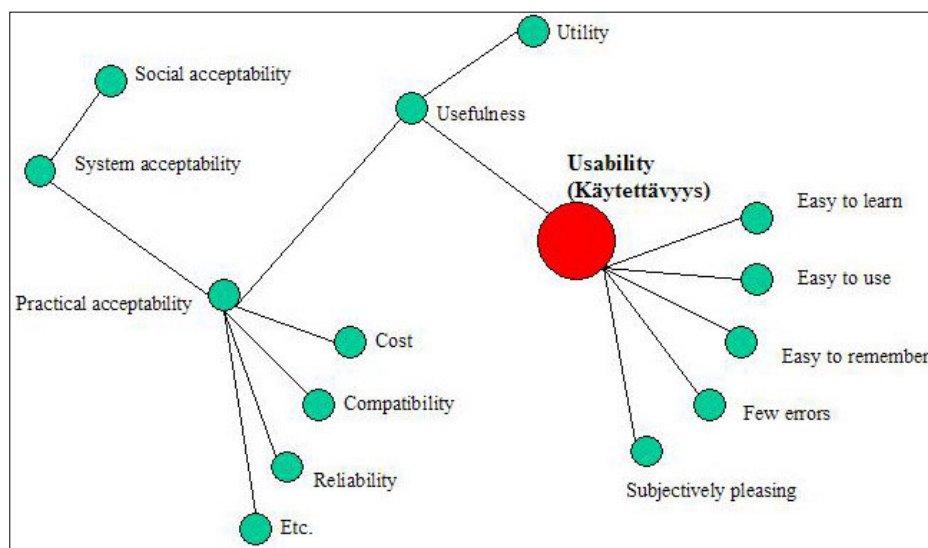 Utility
Social acceptability
Usefulness
System acceptability
Usability
(Käytettävyys)
Easy to learn
Easy to use
Practical acceptability
Cost
Easy to remember
Compatibility
Few errors
Reliability
Subjectively pleasing
Etc.